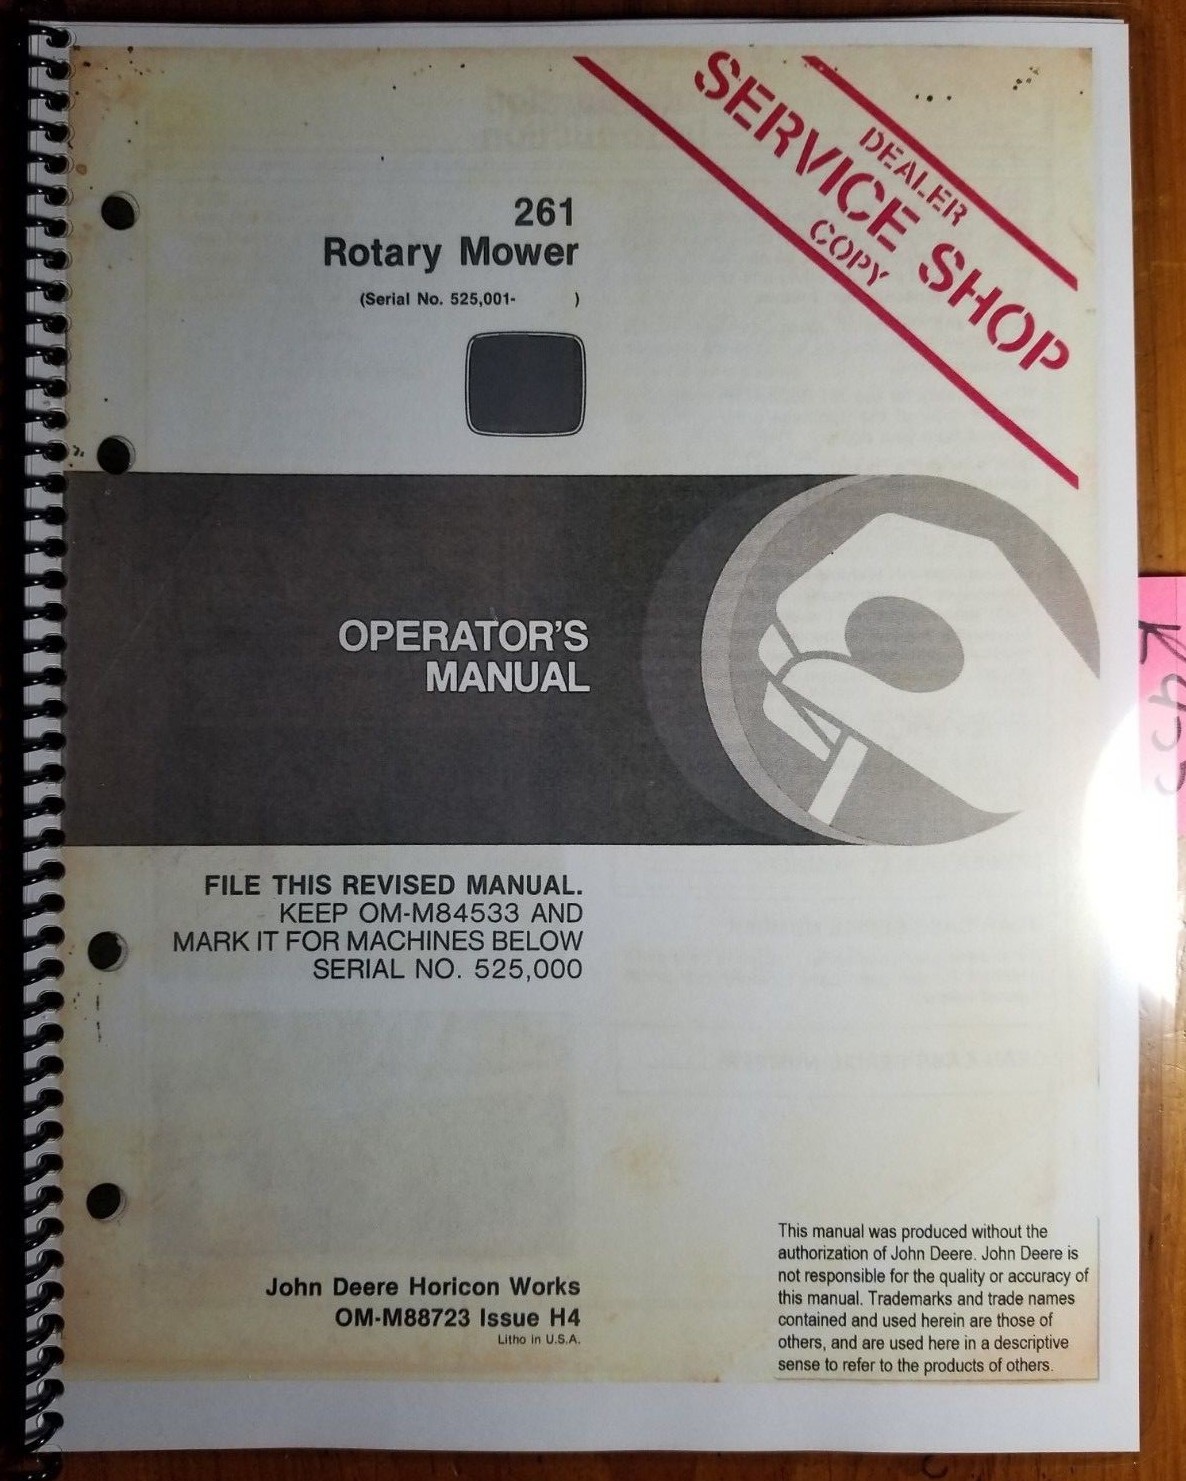 DEALER
SERVICE SHOP
COPY
261
Rotary Mower
(Serial No. 525,001- )
OPERATOR'S
MANUAL
FILE THIS REVISED MANUAL.
KEEP OM-M84533 AND
MARK IT FOR MACHINES BELOW
SERIAL NO. 525,000
John Deere Horicon Works
OM-M88723 Issue H4
Litho in U.S.A.
This manual was produced without the
authorization of John Deere. John Deere is
not responsible for the quality or accuracy of
this manual. Trademarks and trade names
contained and used herein are those of
others, and are used here in a descriptive
sense to refer to the products of others.